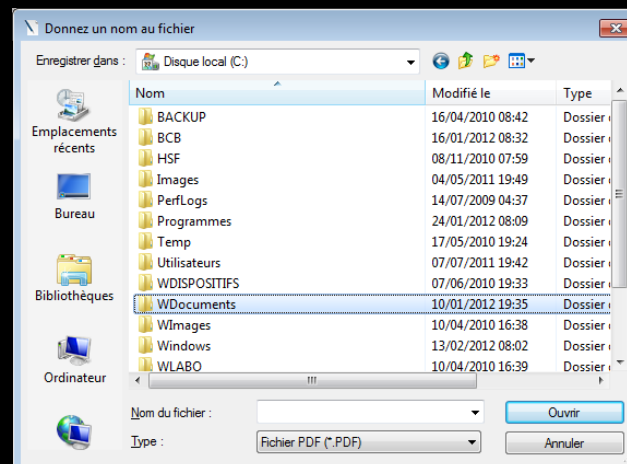 Donnez un nom au fichier
Enregistrer dans : Disque local (C:)
Nom Modifié le Type
BACKUP 16/04/2010 08:42 Dossier
BCB 16/01/2012 08:32 Dossier
HSF 08/11/2010 07:59 Dossier
Images 04/05/2011 19:49 Dossier
PerfLogs 14/07/2009 04:37 Dossier
Programmes 24/01/2012 08:09 Dossier
Temp 17/05/2010 19:24 Dossier
Utilisateurs 07/07/2011 19:42 Dossier
WDISPOSITIFS 07/06/2010 19:33 Dossier
WDocuments 10/01/2012 19:35 Dossier
WImages 10/04/2010 16:38 Dossier
Windows 13/02/2012 08:02 Dossier
WLABO 10/04/2010 16:39 Dossier
Emplacements
récents
Bureau
Bibliothèques
Ordinateur
Nom du fichier : Ouvrir
Type : Fichier PDF (*.PDF) Annuler